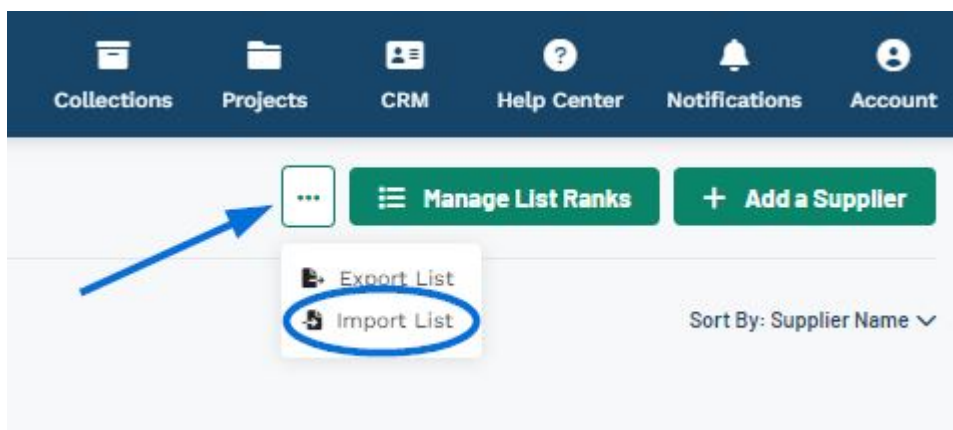 Collections Projects CRM Help Center Notifications Account
... Manage List Ranks + Add a Supplier
Export List
Import List
Sort By: Supplier Name